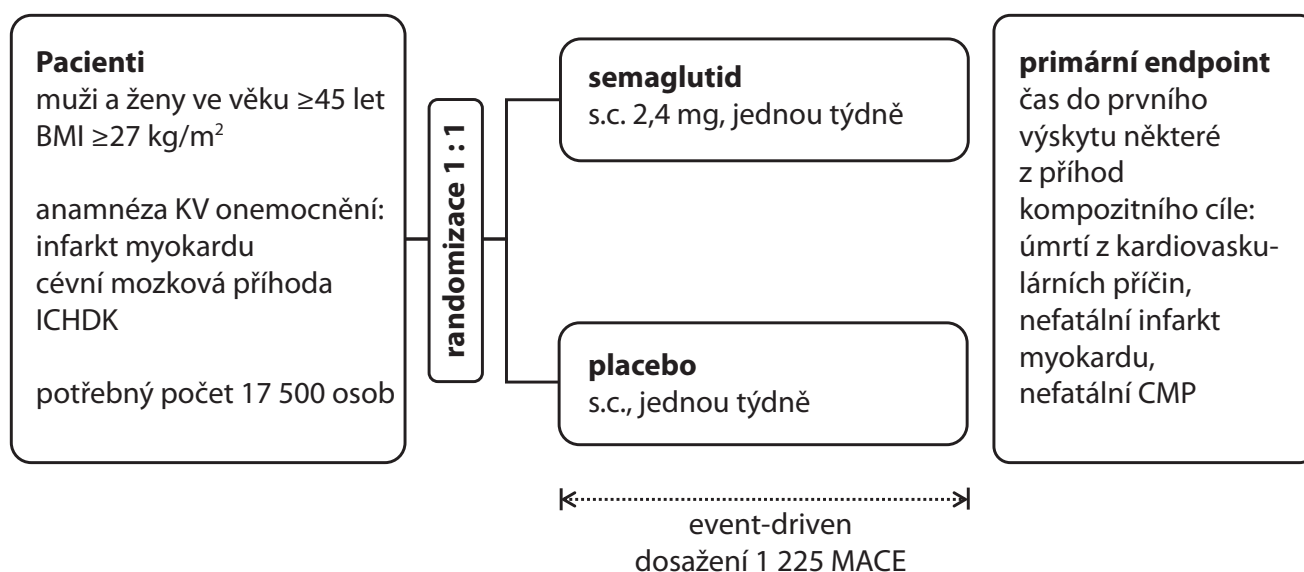 Pacienti
muži a ženy ve věku ≥45 let
BMI ≥27 kg/m²
anamnéza KV onemocnění:
infarkt myokardu
cévní mozková příhoda
ICHDK
potřebný počet 17 500 osob
randomizace 1 : 1
semaglutid
s.c. 2,4 mg, jednou týdně
placebo
s.c., jednou týdně
event-driven
dosažení 1 225 MACE
primární endpoint
čas do prvního
výskytu některé
z příhod
kompozitního cíle:
úmrtí z kardiovasku-
lárních příčin,
nefatální infarkt
myokardu,
nefatální CMP